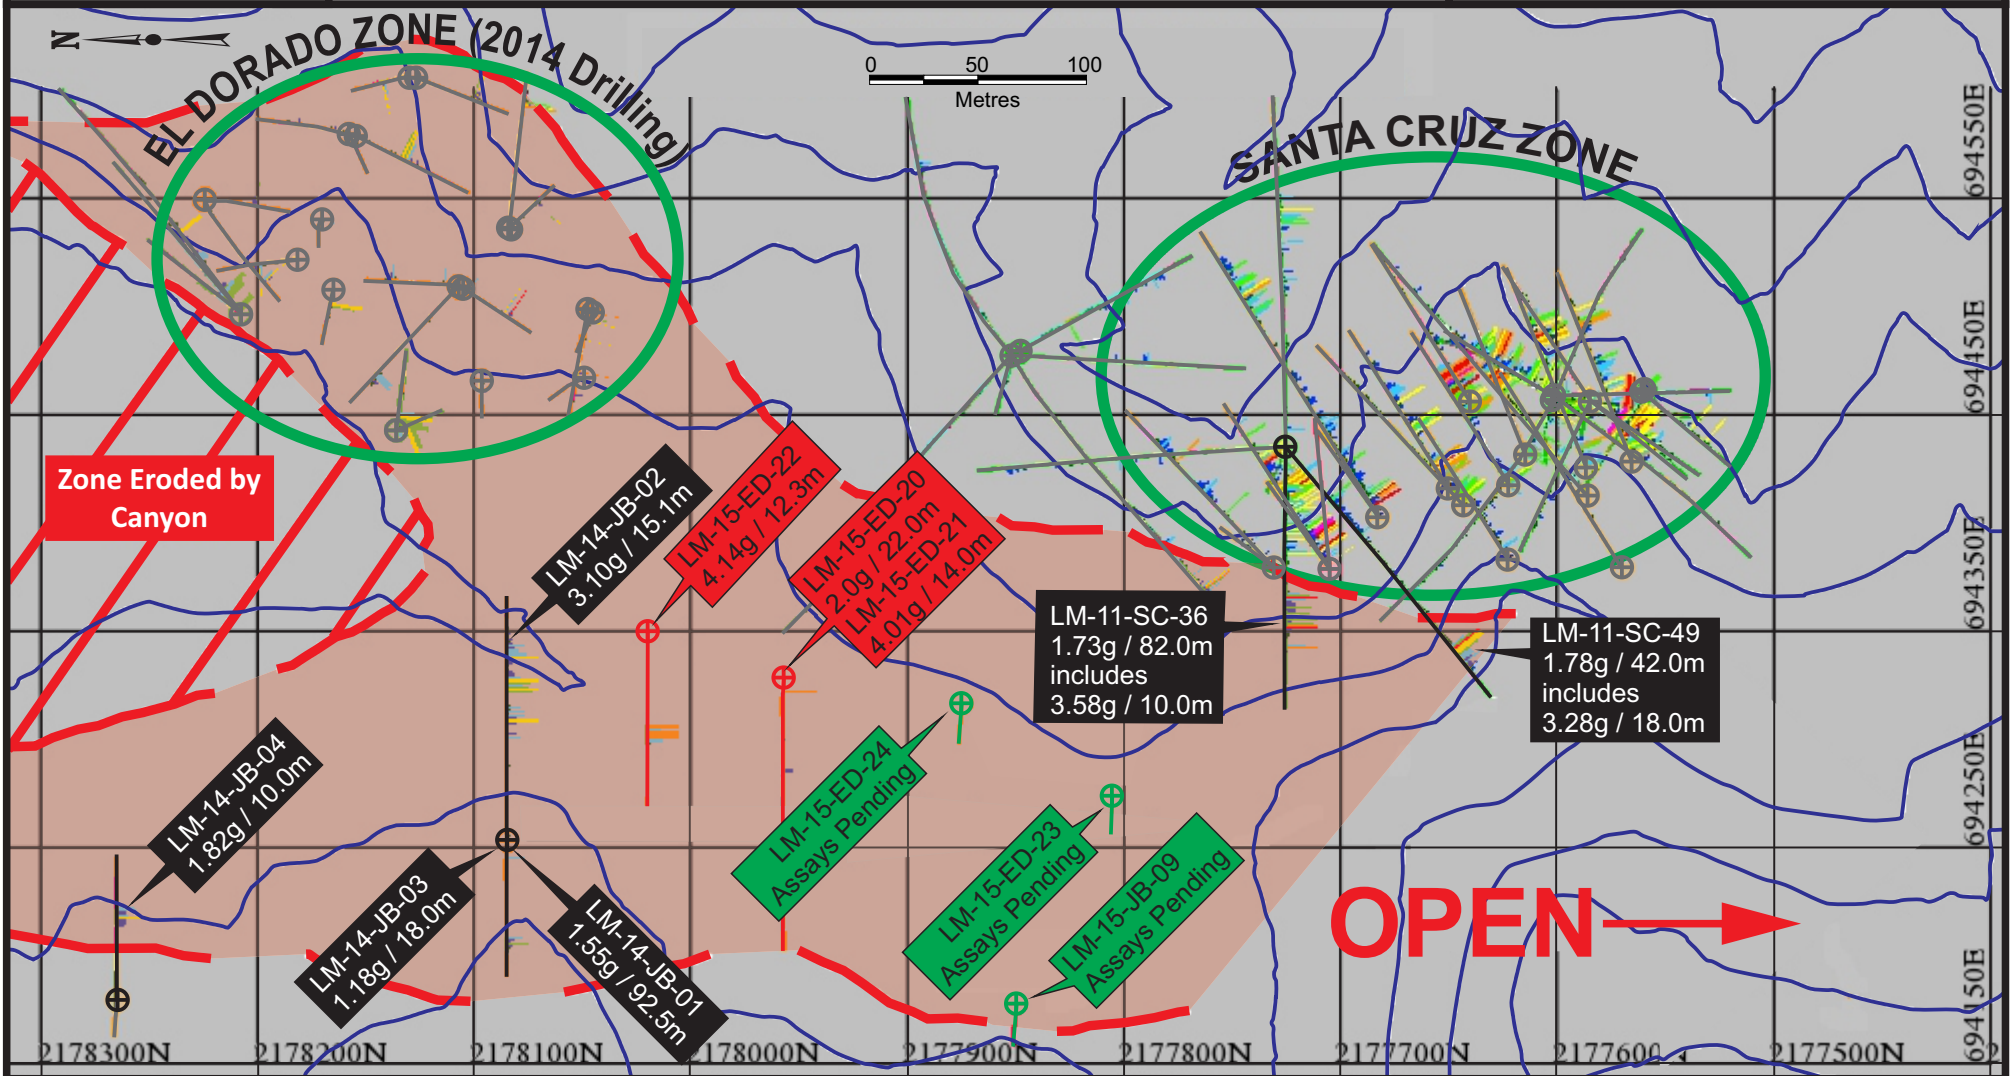 N
EL DORADO ZONE (2014 Drilling)
0 50 100
Metres
SANTA CRUZ ZONE
694550E
694450E
694350E
694250E
694150E
Zone Eroded by
Canyon
LM-14-JB-02
3.10g / 15.1m
LM-15-ED-22
4.14g / 12.3m
LM-15-ED-20
2.0g / 22.0m
LM-15-ED-21
4.01g / 14.0m
LM-11-SC-36
1.73g / 82.0m
includes
3.58g / 10.0m
LM-11-SC-49
1.78g / 42.0m
includes
3.28g / 18.0m
LM-14-JB-04
1.82g / 10.0m
LM-14-JB-03
1.18g / 18.0m
LM-14-JB-01
1.55g / 92.5m
LM-15-ED-24
Assays Pending
LM-15-ED-23
Assays Pending
LM-15-JB-09
Assays Pending
OPEN
2178300N 2178200N 2178100N 2178000N 2177900N 2177800N 2177700N 2177600N 2177500N